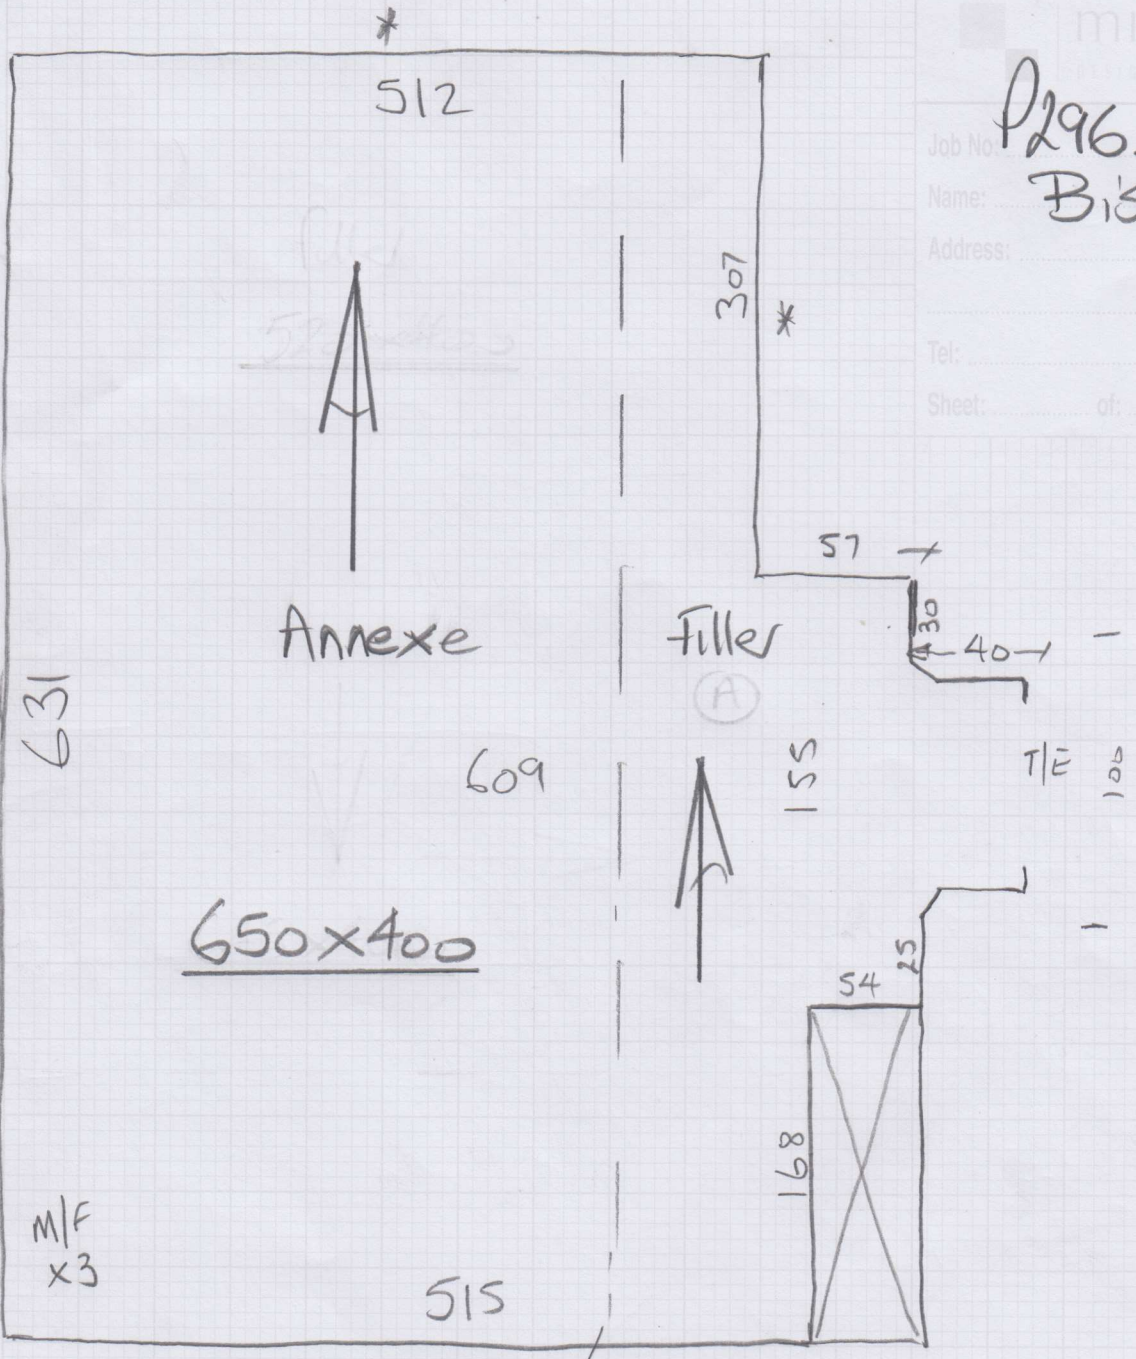 *
512
P296.
Job No:
Name:
Bis
Address:
Tel:
Sheet: of:
307
*
57
30
40
Annexe
Filler
A
631
609
155
T/E
100
650x400
25
54
168
M/F
x3
515